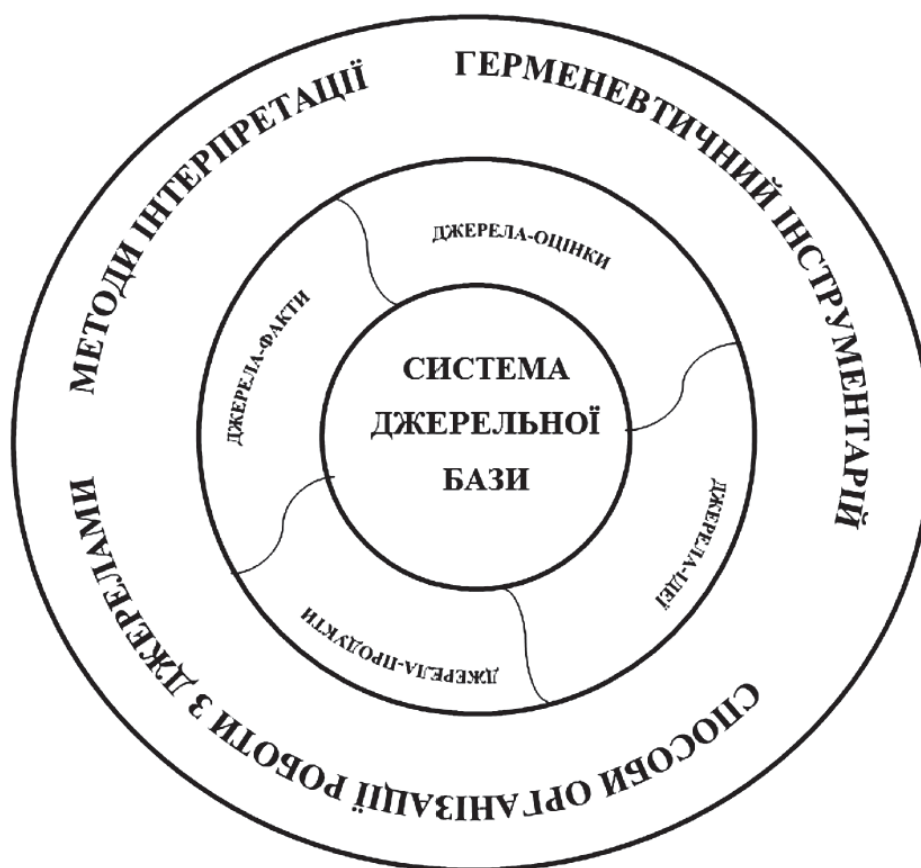 МЕТОДИ ІНТЕРПРЕТАЦІЇ
ГЕРМЕНЕВТИЧНИЙ ІНСТРУМЕНТАРІЙ
СПОСОБИ ОРГАНІЗАЦІЇ РОБОТИ З ДЖЕРЕЛАМИ
ДЖЕРЕЛА-ФАКТИ
ДЖЕРЕЛА-ОЦІНКИ
ДЖЕРЕЛА-ІДЕЇ
ДЖЕРЕЛА-ПРОДУКТИ
СИСТЕМА
ДЖЕРЕЛЬНОЇ
БАЗИ